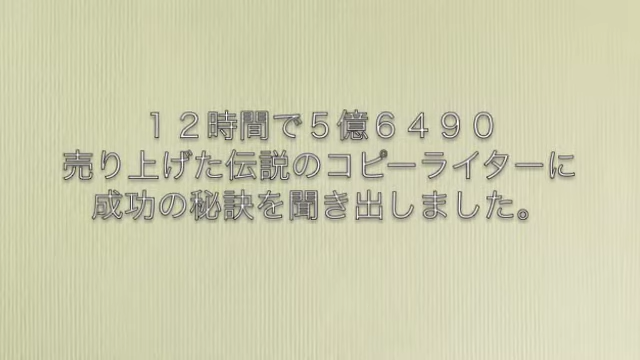 １２時間で５億６４９０
売り上げた伝説のコピーライターに
成功の秘訣を聞き出しました。